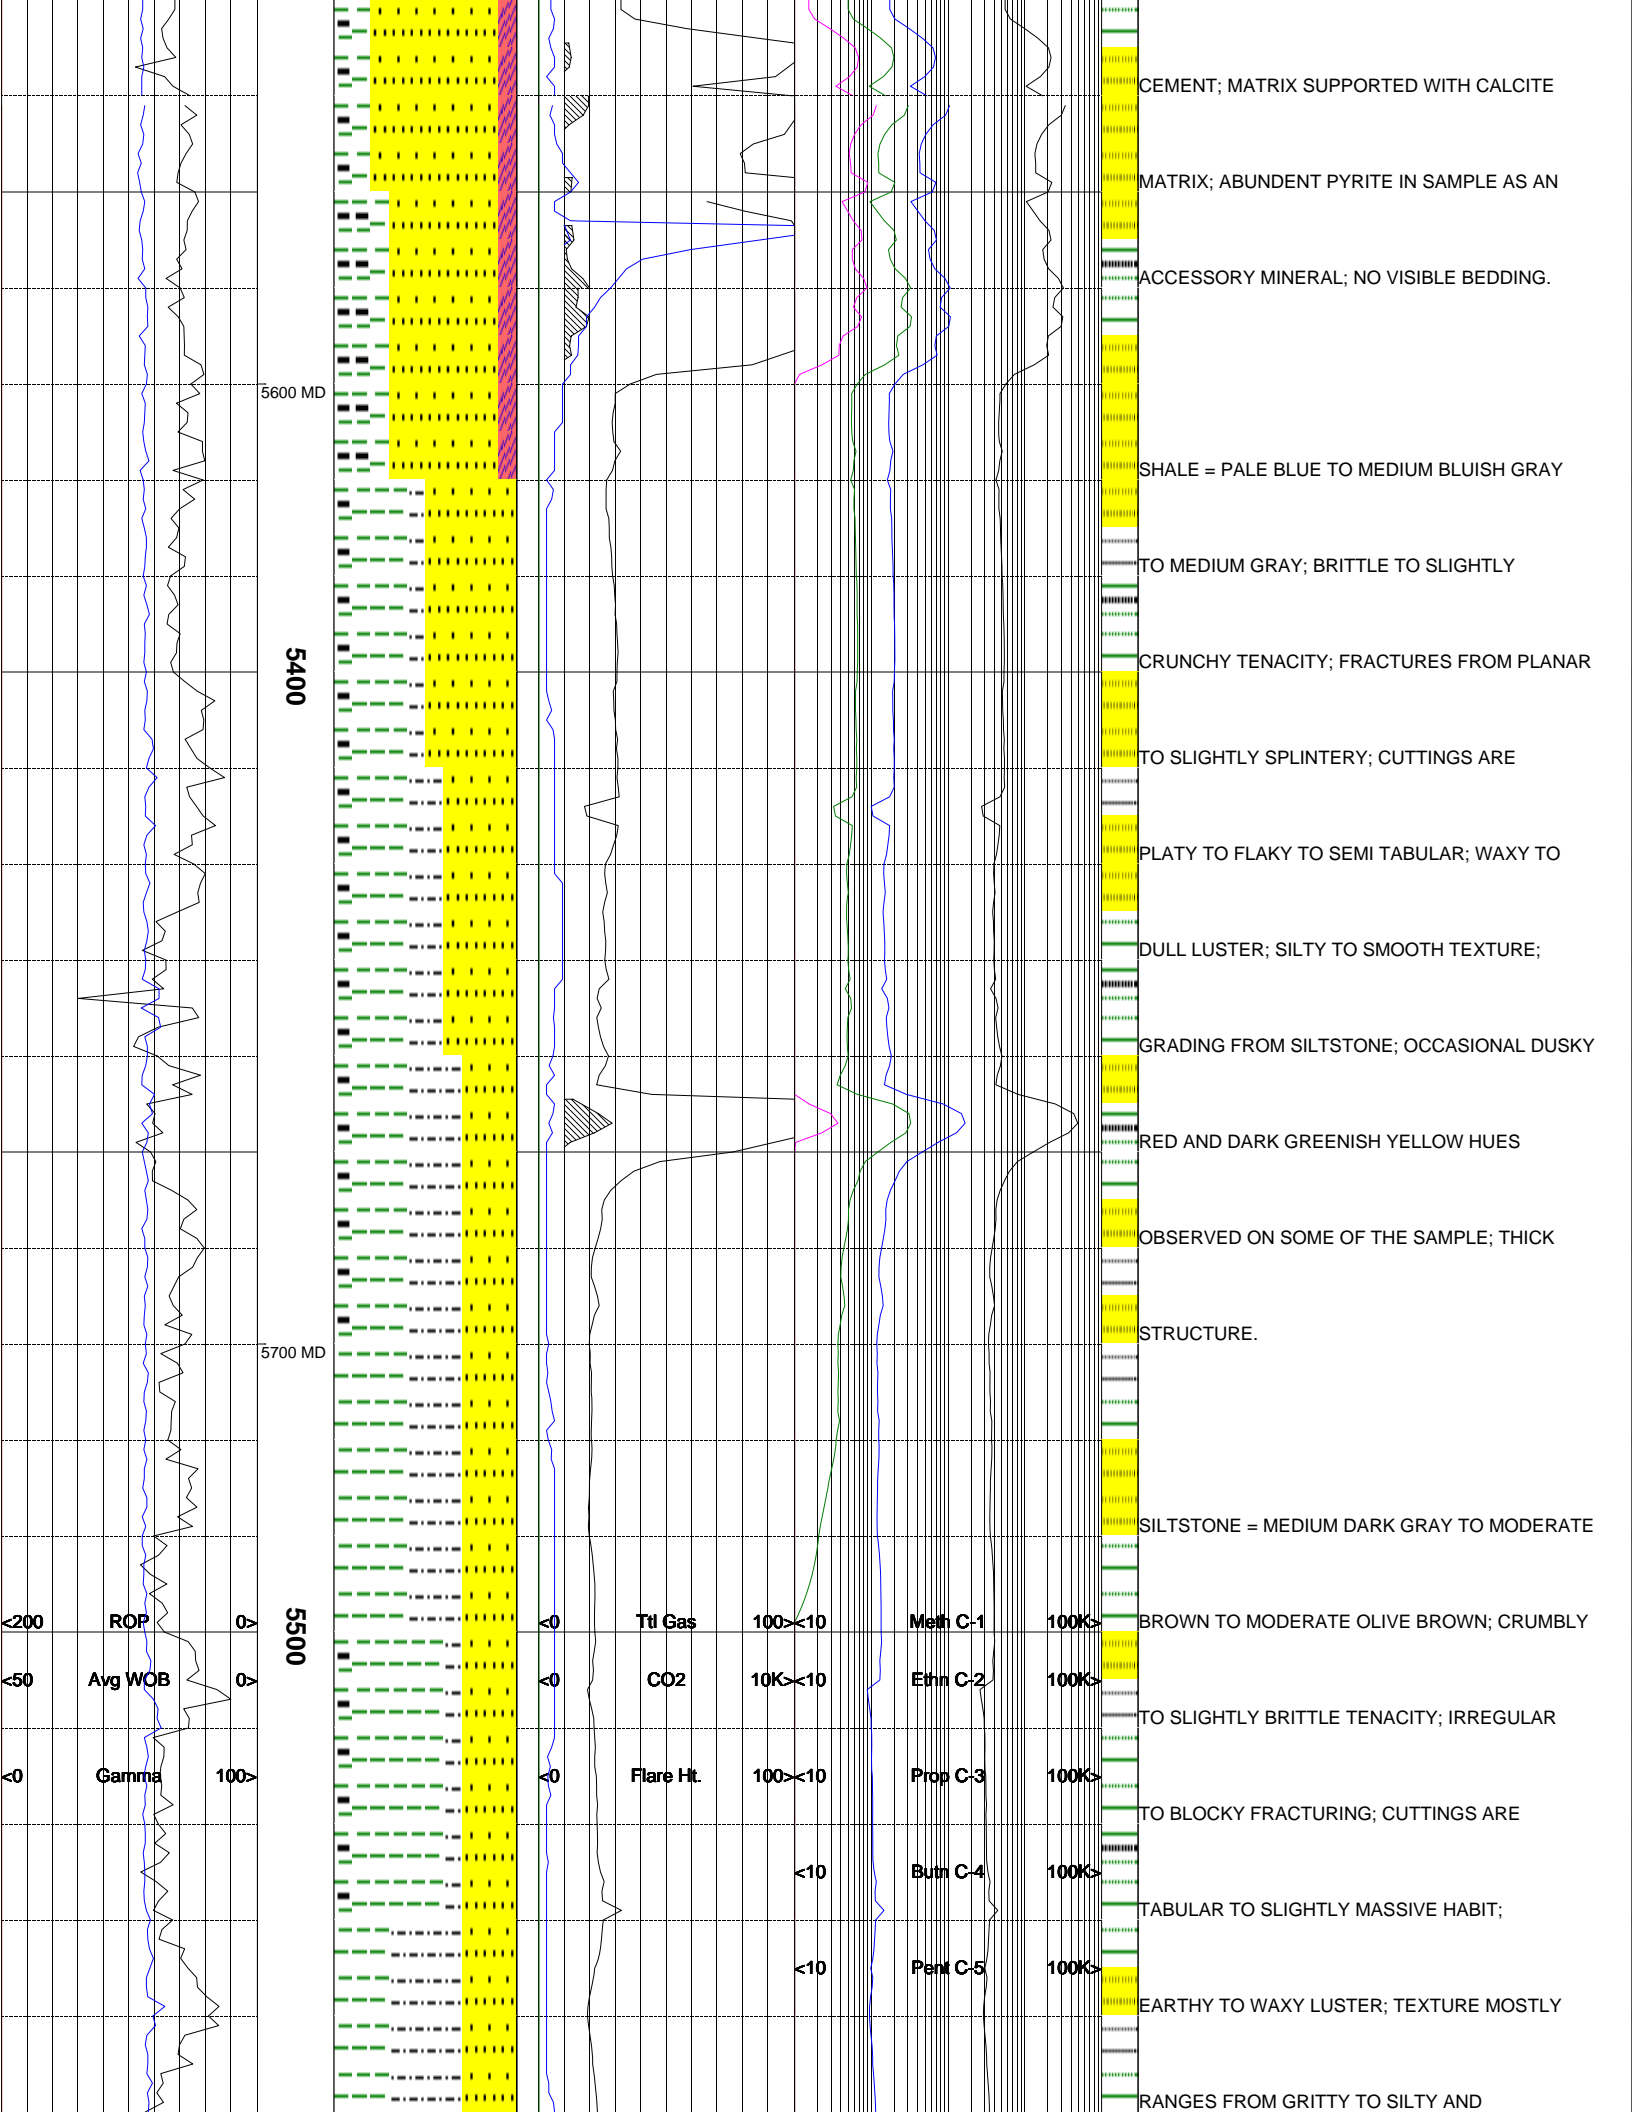 CEMENT; MATRIX SUPPORTED WITH CALCITE
MATRIX; ABUNDENT PYRITE IN SAMPLE AS AN
ACCESSORY MINERAL; NO VISIBLE BEDDING.
5600 MD
SHALE = PALE BLUE TO MEDIUM BLUISH GRAY
TO MEDIUM GRAY; BRITTLE TO SLIGHTLY
5400
CRUNCHY TENACITY; FRACTURES FROM PLANAR
TO SLIGHTLY SPLINTERY; CUTTINGS ARE
PLATY TO FLAKY TO SEMI TABULAR; WAXY TO
DULL LUSTER; SILTY TO SMOOTH TEXTURE;
GRADING FROM SILTSTONE; OCCASIONAL DUSKY
RED AND DARK GREENISH YELLOW HUES
OBSERVED ON SOME OF THE SAMPLE; THICK
STRUCTURE.
5700 MD
SILTSTONE = MEDIUM DARK GRAY TO MODERATE
<200 ROP 0> 5500 <0 Ttl Gas 100> <10 Meth C-1 100K> BROWN TO MODERATE OLIVE BROWN; CRUMBLY
<50 Avg WOB 0> <0 CO2 10K> <10 Ethn C-2 100K>
TO SLIGHTLY BRITTLE TENACITY; IRREGULAR
<0 Gamma 100> <0 Flare Ht. 100> <10 Prop C-3 100K>
TO BLOCKY FRACTURING; CUTTINGS ARE
<10 Butn C-4 100K>
TABULAR TO SLIGHTLY MASSIVE HABIT;
<10 Pent C-5 100K>
EARTHY TO WAXY LUSTER; TEXTURE MOSTLY
RANGES FROM GRITTY TO SILTY AND